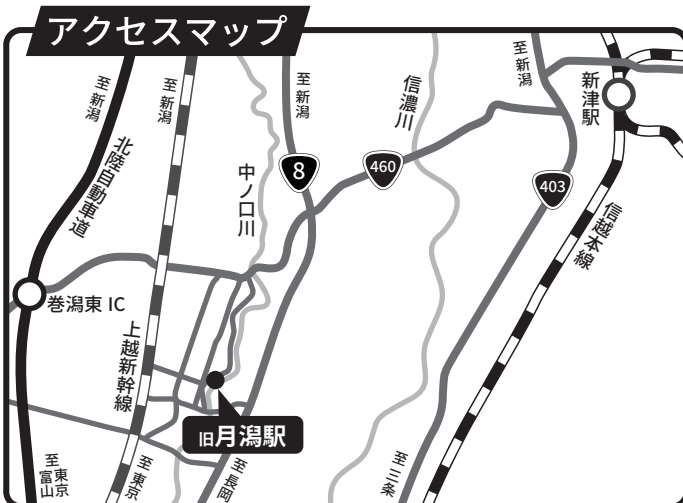 アクセスマップ
至 新潟
至 新潟
至 新潟
信濃川
至 新潟
新津駅
北陸自動車道
中ノ口川
8
460
403
信越本線
巻潟東 IC
上越新幹線
旧月潟駅
至 東京
富山
至 東京
至 長岡
至 三条